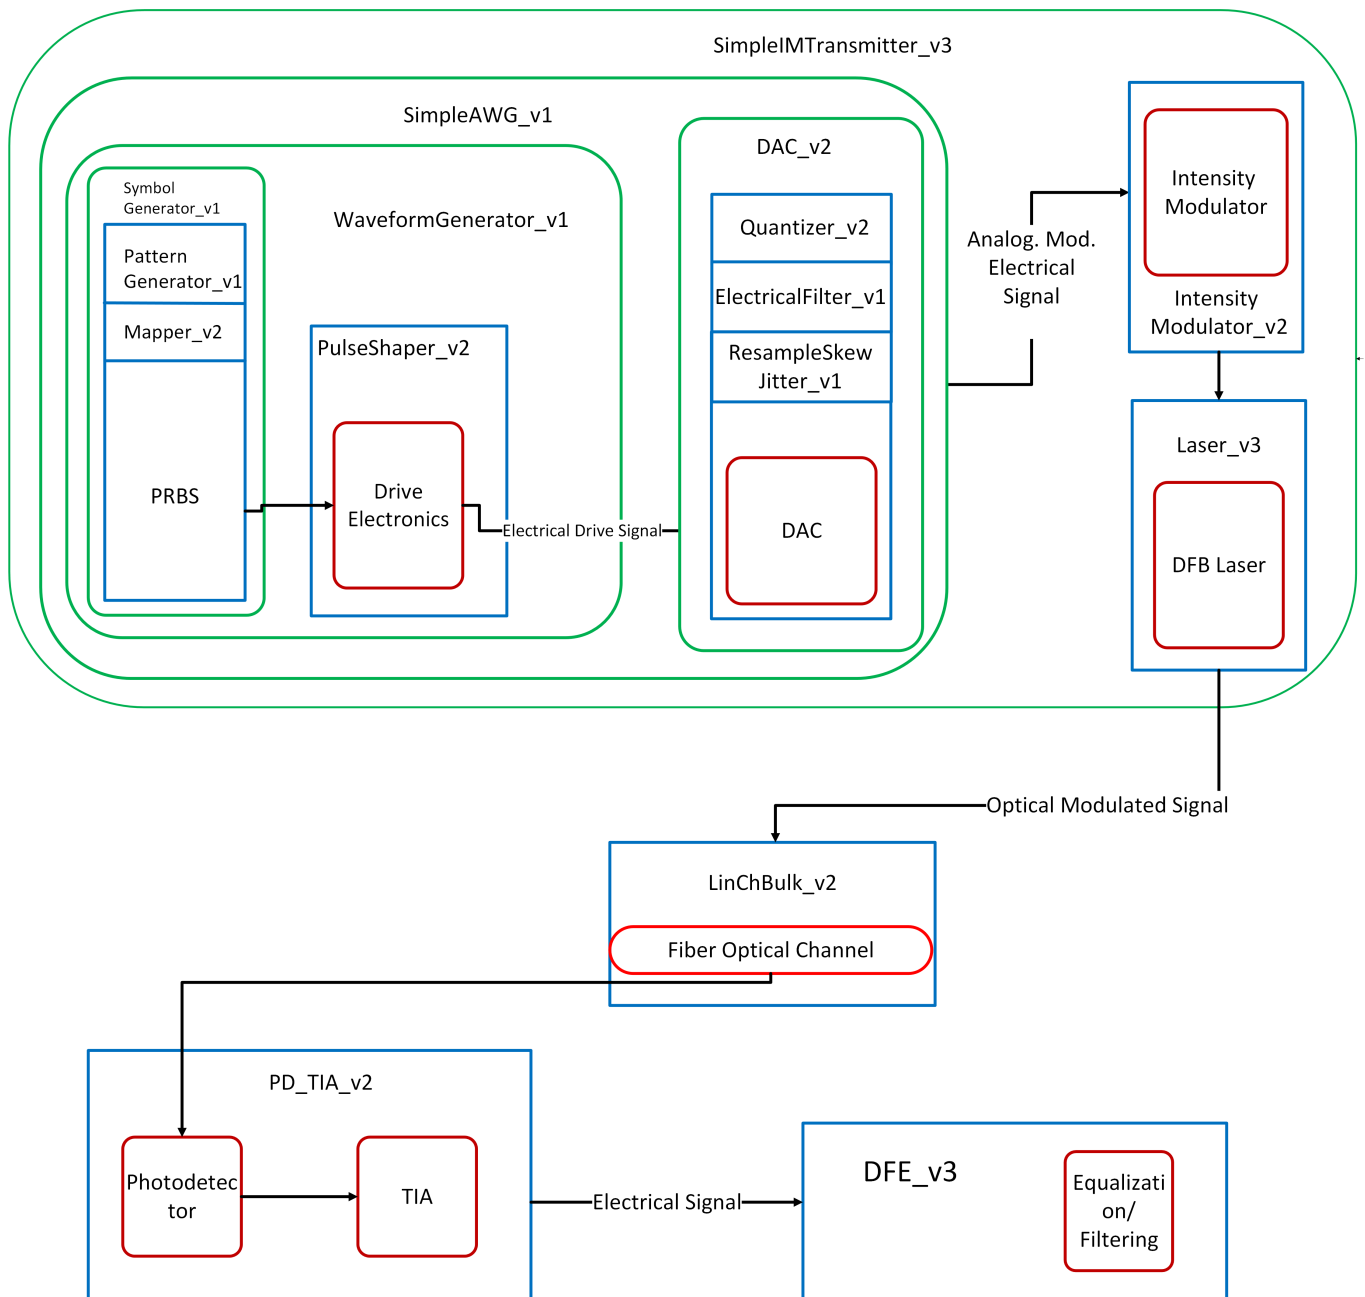 SimpleIMTransmitter_v3
SimpleAWG_v1
DAC_v2
Symbol
Generator_v1
WaveformGenerator_v1
Pattern
Generator_v1
Mapper_v2
PRBS
PulseShaper_v2
Drive
Electronics
Electrical Drive Signal
Quantizer_v2
ElectricalFilter_v1
ResampleSkew
Jitter_v1
DAC
Analog. Mod.
Electrical
Signal
Intensity
Modulator
Intensity
Modulator_v2
Laser_v3
DFB Laser
Optical Modulated Signal
LinChBulk_v2
Fiber Optical Channel
PD_TIA_v2
Photodetec
tor
TIA
Electrical Signal
DFE_v3
Equalizati
on/
Filtering